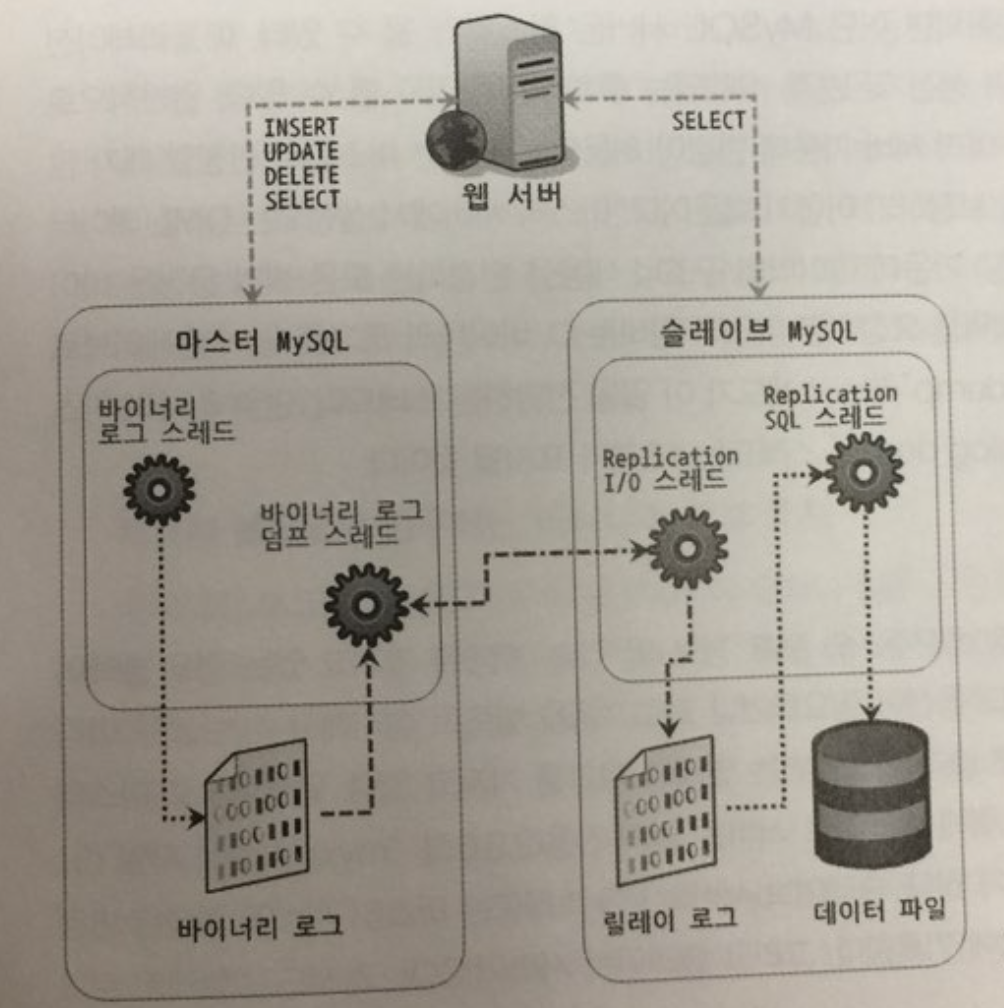 INSERT
UPDATE
DELETE
SELECT
SELECT
웹 서버
마스터 MySQL
바이너리
로그 스레드
바이너리 로그
덤프 스레드
바이너리 로그
슬레이브 MySQL
Replication
SQL 스레드
Replication
I/O 스레드
릴레이 로그
데이터 파일